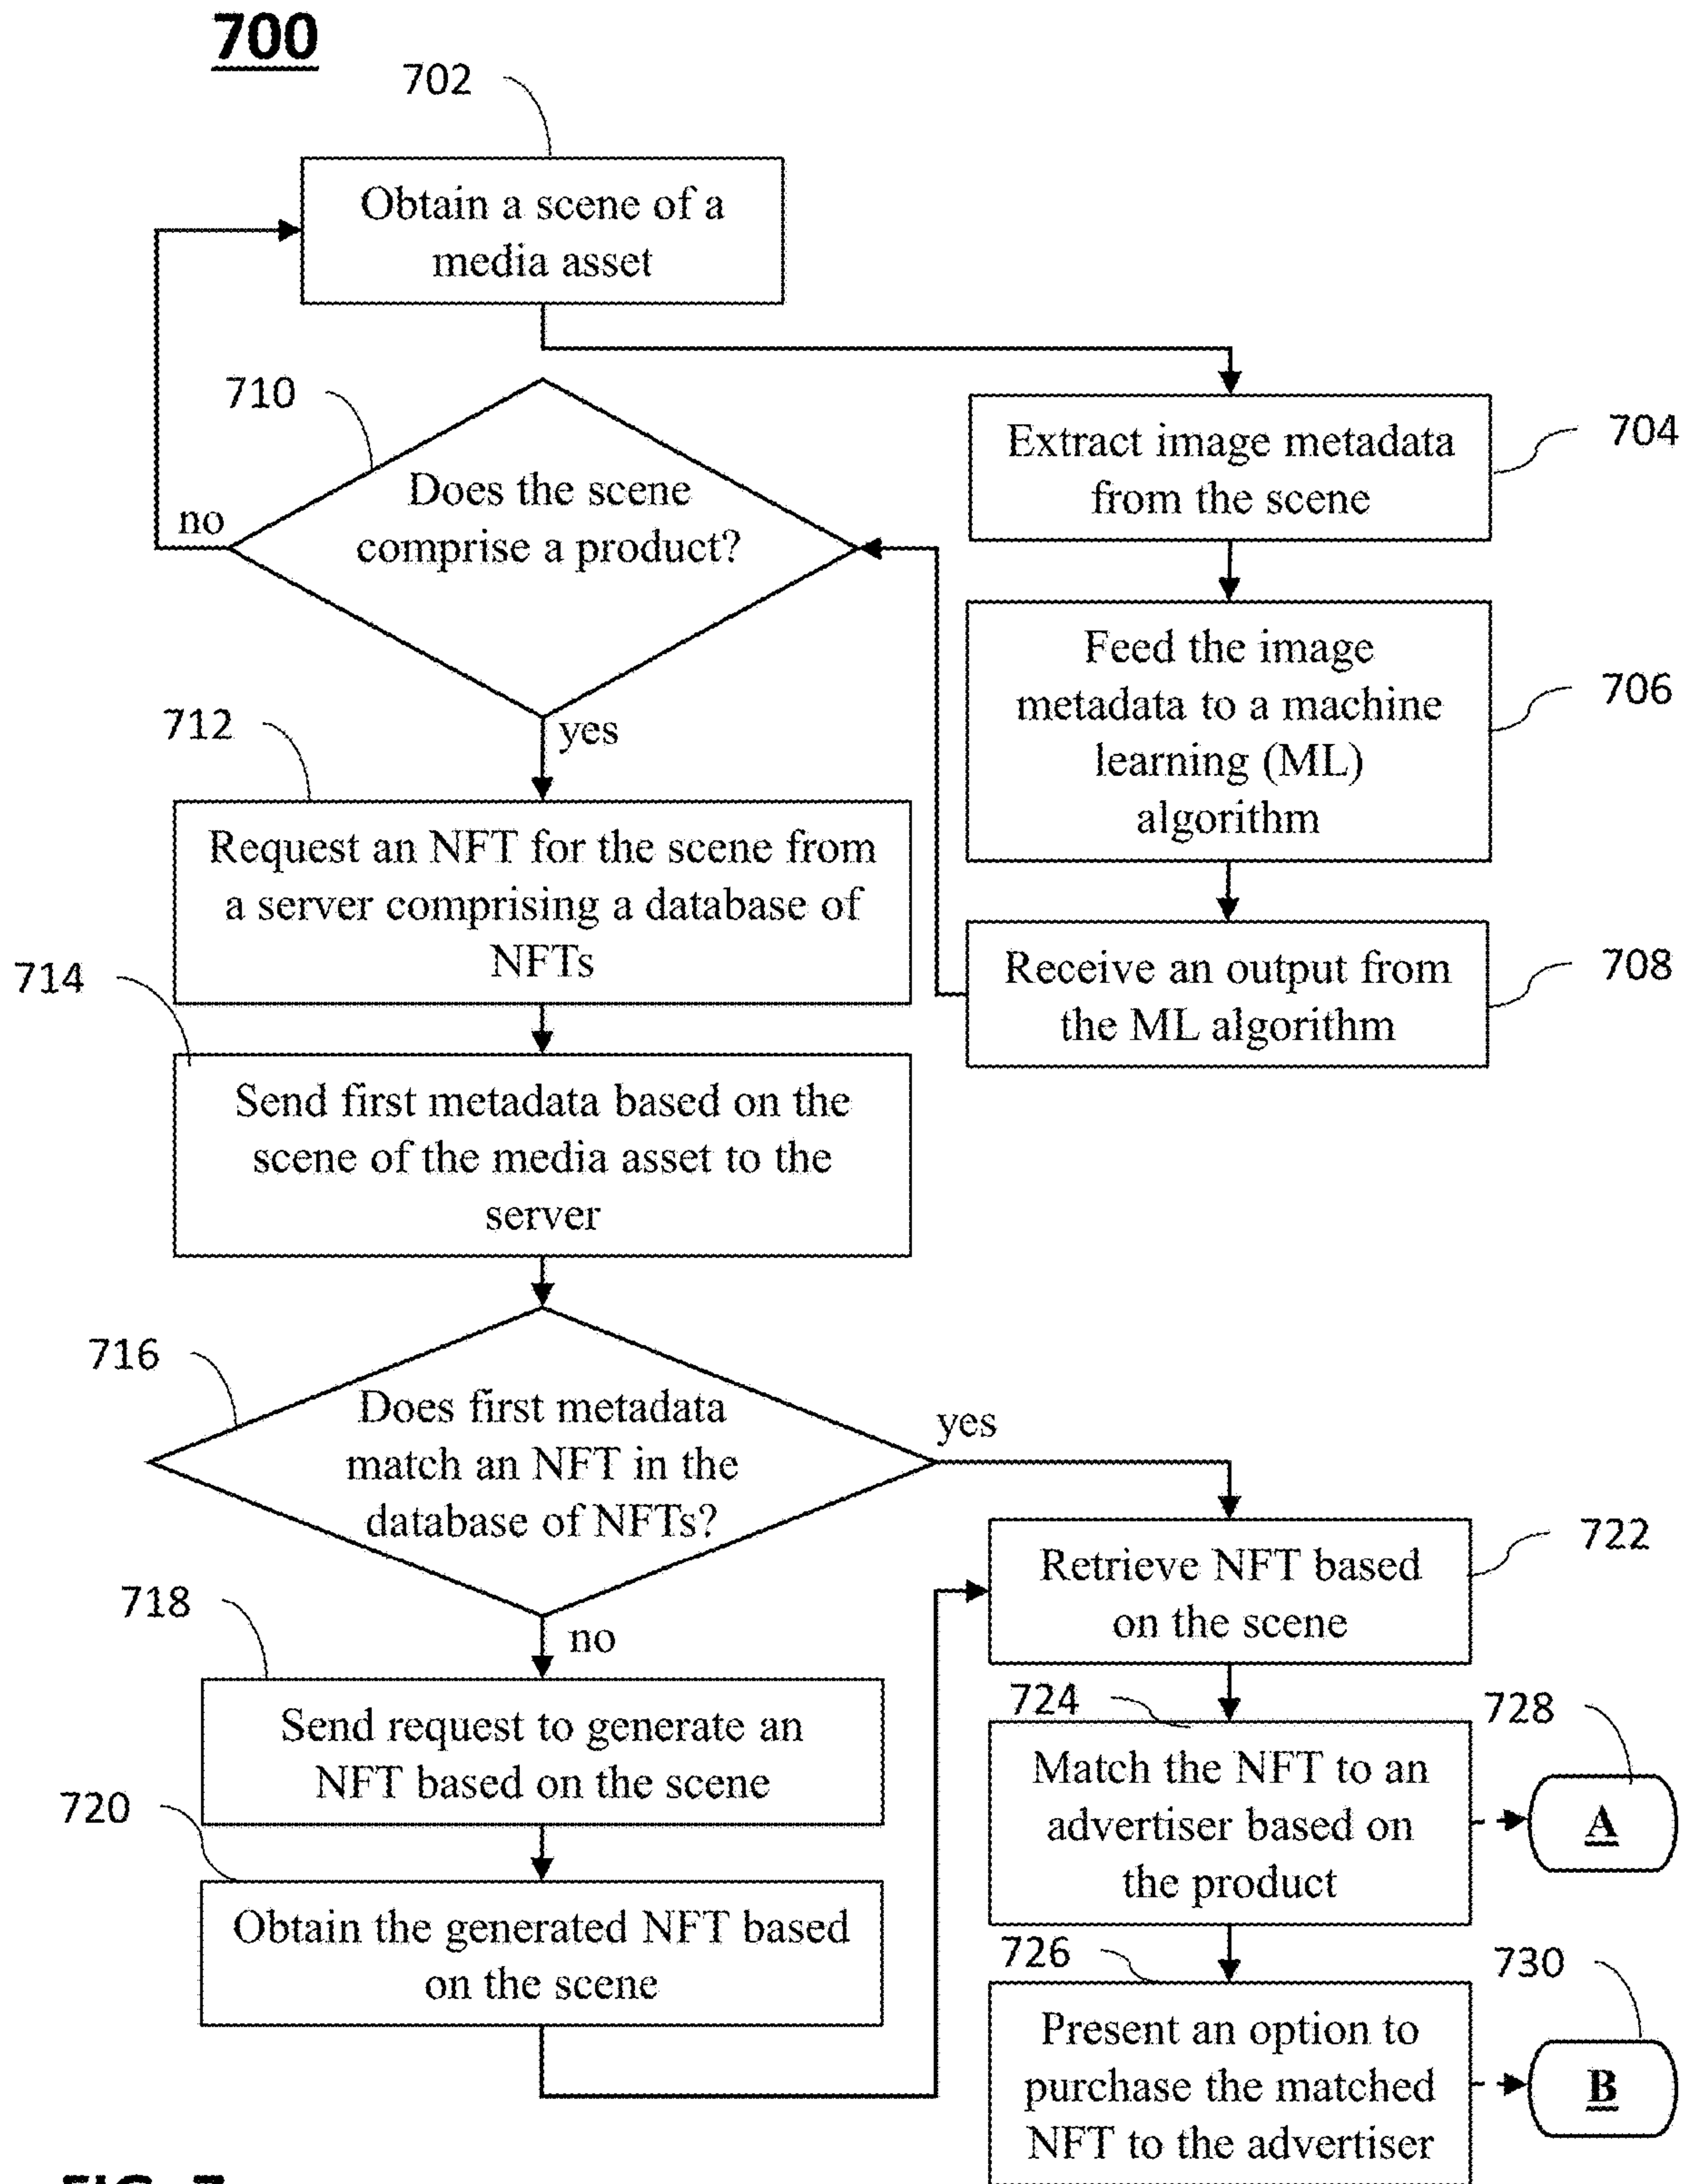 700
702
Obtain a scene of a
media asset
710
Does the scene
comprise a product?
no
yes
704
Extract image metadata
from the scene
706
Feed the image
metadata to a machine
learning (ML)
algorithm
708
Receive an output from
the ML algorithm
712
Request an NFT for the scene from
a server comprising a database of
NFTs
714
Send first metadata based on the
scene of the media asset to the
server
716
Does first metadata
match an NFT in the
database of NFTs?
yes
no
718
Send request to generate an
NFT based on the scene
720
Obtain the generated NFT based
on the scene
722
Retrieve NFT based
on the scene
724
Match the NFT to an
advertiser based on
the product
728
A
726
Present an option to
purchase the matched
NFT to the advertiser
730
B